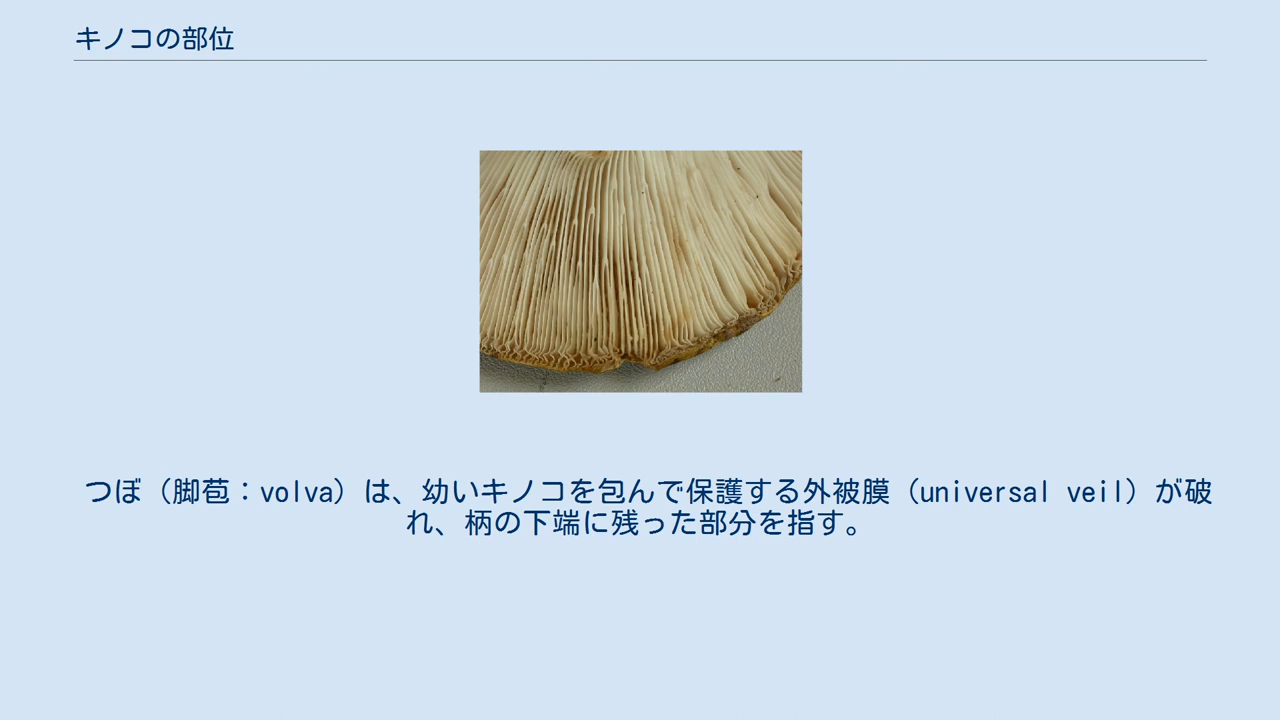 キノコの部位
つぼ（脚苞：volva）は、幼いキノコを包んで保護する外被膜（universal veil）が破
れ、柄の下端に残った部分を指す。